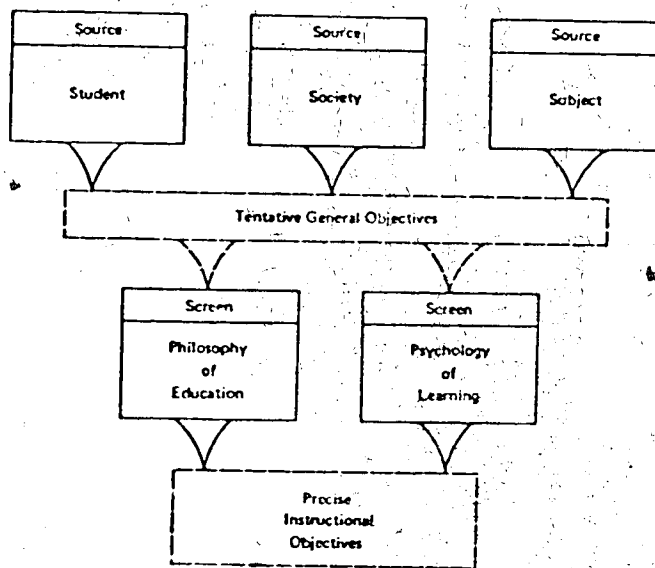 Source
Student
Source
Society
Source
Subject
Tentative General Objectives
Screen
Philosophy
of
Education
Screen
Psychology
of
Learning
Precise
Instructional
Objectives